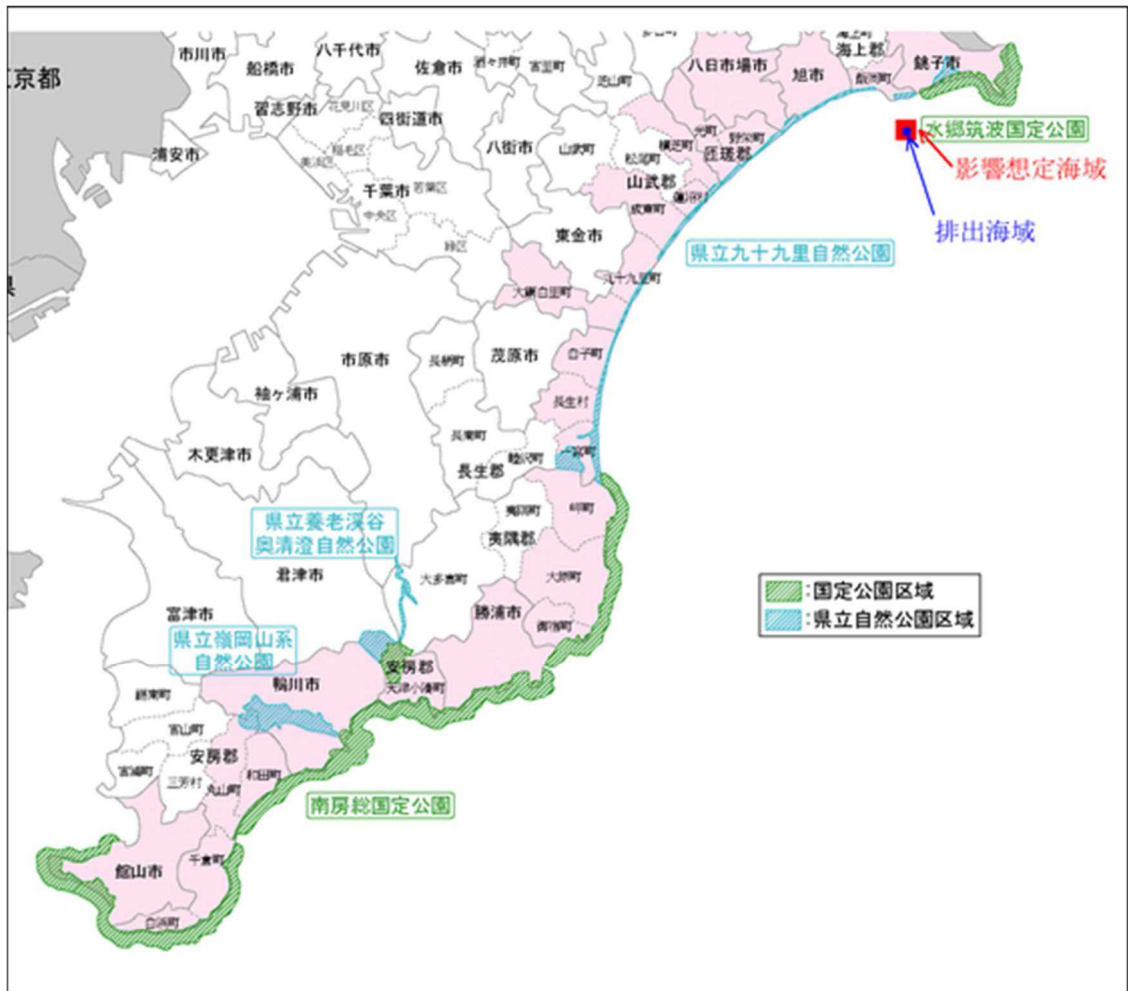 市川市
八千代市
海上郡
船橋市
佐倉市
酒々井町
富里町
八日市場市
旭市
銚子市
飯岡町
芝山町
習志野市
花見川区
四街道市
水郷筑波国定公園
影響想定海域
排出海域
浦安市
稲毛区
美浜区
八街市
山武町
松尾町
横芝町
光町
野栄町
匝瑳郡
千葉市
若葉区
中央区
山武郡
蓮沼村
成東町
緑区
東金市
県立九十九里自然公園
九十九里町
大網白里町
市原市
長柄町
茂原市
白子町
袖ヶ浦市
長生村
木更津市
長南町
長生郡
睦沢町
一宮町
県立養老渓谷
奥清澄自然公園
夷隅町
岬町
夷隅郡
君津市
大多喜町
大原町
:国定公園区域
:県立自然公園区域
富津市
勝浦市
御宿町
県立嶺岡山系
自然公園
安房郡
天津小湊町
鴨川市
鋸南町
富山町
安房郡
富浦町
三芳村
丸山町
和田町
南房総国定公園
館山市
千倉町
白浜町